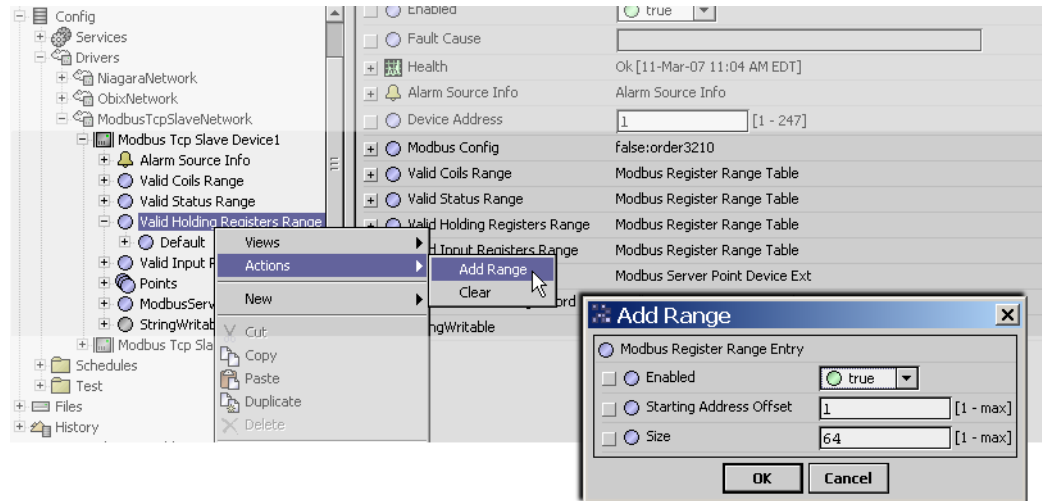 Config
Services
Drivers
NiagaraNetwork
ObixNetwork
ModbusTcpSlaveNetwork
Modbus Tcp Slave Device1
Alarm Source Info
Valid Coils Range
Valid Status Range
Valid Holding Registers Range
Default
Valid Input
Points
ModbusServ
StringWritab
Modbus Tcp Sla
Schedules
Test
Files
History
Views
Actions
New
Cut
Copy
Paste
Duplicate
Delete
Add Range
Clear
Enabled true
Fault Cause
Health Ok [11-Mar-07 11:04 AM EDT]
Alarm Source Info Alarm Source Info
Device Address 1 [1 - 247]
Modbus Config false:order3210
Valid Coils Range Modbus Register Range Table
Valid Status Range Modbus Register Range Table
Valid Holding Registers Range Modbus Register Range Table
d Input Registers Range Modbus Register Range Table
Modbus Server Point Device Ext
ord
ngWritable
Add Range
Modbus Register Range Entry
Enabled true
Starting Address Offset 1 [1 - max]
Size 64 [1 - max]
OK Cancel